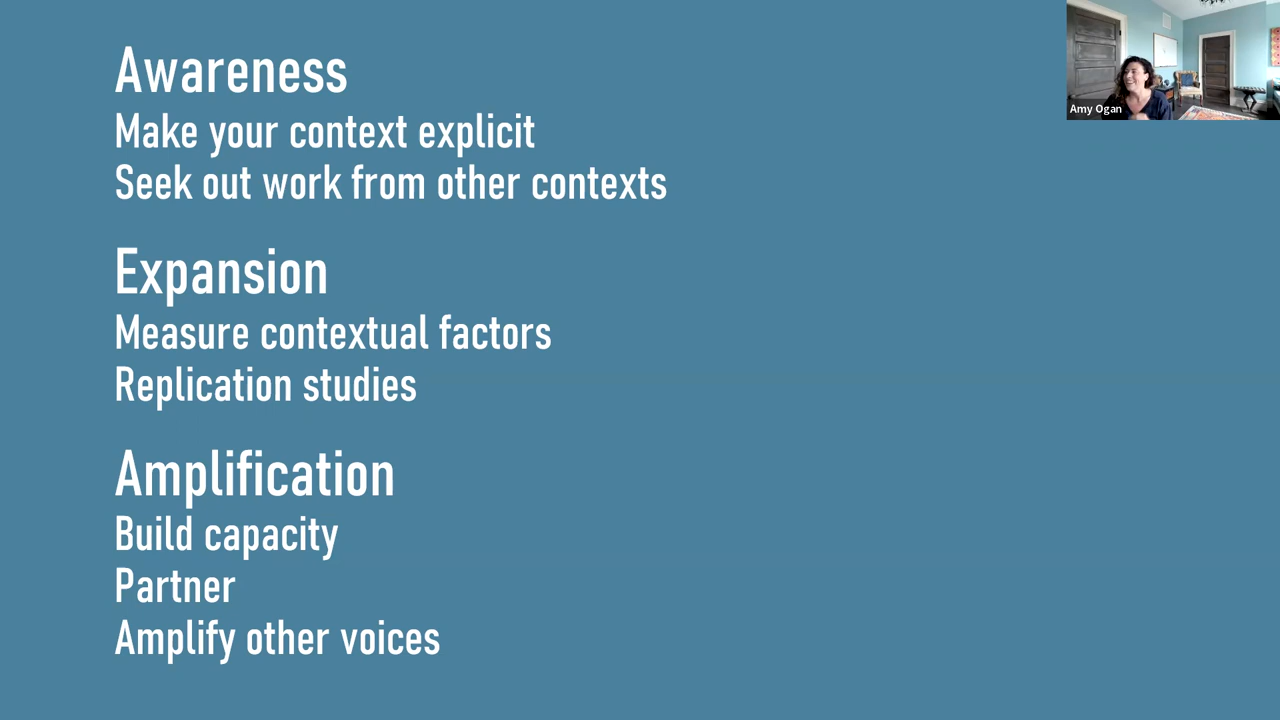 Awareness
Make your context explicit
Seek out work from other contexts
Expansion
Measure contextual factors
Replication studies
Amplification
Build capacity
Partner
Amplify other voices
Amy Ogan